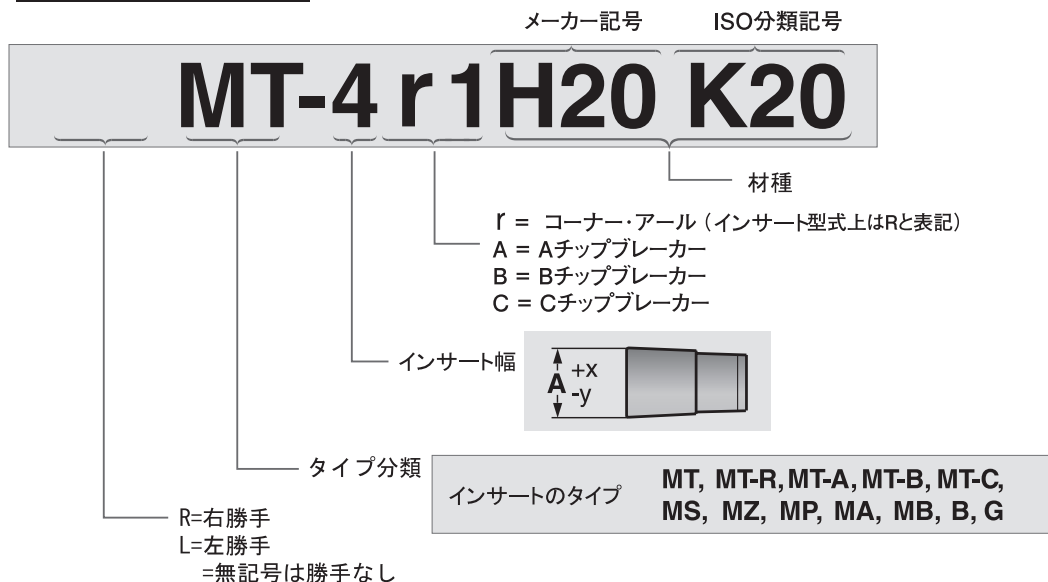 メーカー記号 ISO分類記号
MT-4 r 1H20 K20
材種
r = コーナー・アール（インサート型式上はRと表記）
A = Aチップブレーカー
B = Bチップブレーカー
C = Cチップブレーカー
インサート幅
A +x
-y
タイプ分類
インサートのタイプ
MT, MT-R, MT-A, MT-B, MT-C,
MS, MZ, MP, MA, MB, B, G
R=右勝手
L=左勝手
=無記号は勝手なし